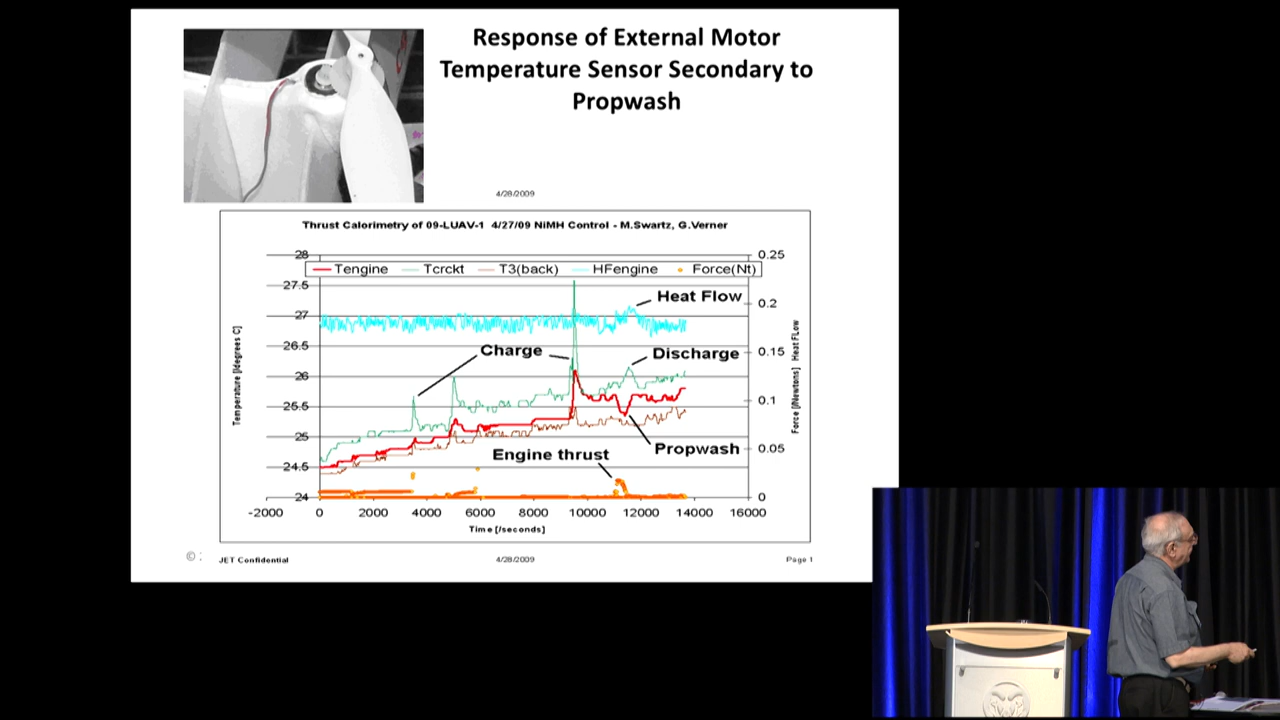 Response of External Motor
Temperature Sensor Secondary to
Propwash
4/28/2009
Thrust Calorimetry of 09-LUAV-1 4/27/09 NiMH Control - M.Swartz, G.Verner
Tengine Tcrckt T3(back) HFengine Force(Nt)
28
27.5
27
26.5
26
25.5
25
24.5
24
0.25
0.2
0.15
0.1
0.05
0
Temperature [/degrees C]
Force [/Newtons] Heat FLow
Heat Flow
Charge
Discharge
Propwash
Engine thrust
-2000 0 2000 4000 6000 8000 10000 12000 14000 16000
Time [/seconds]
©
JET Confidential
4/28/2009
Page 1